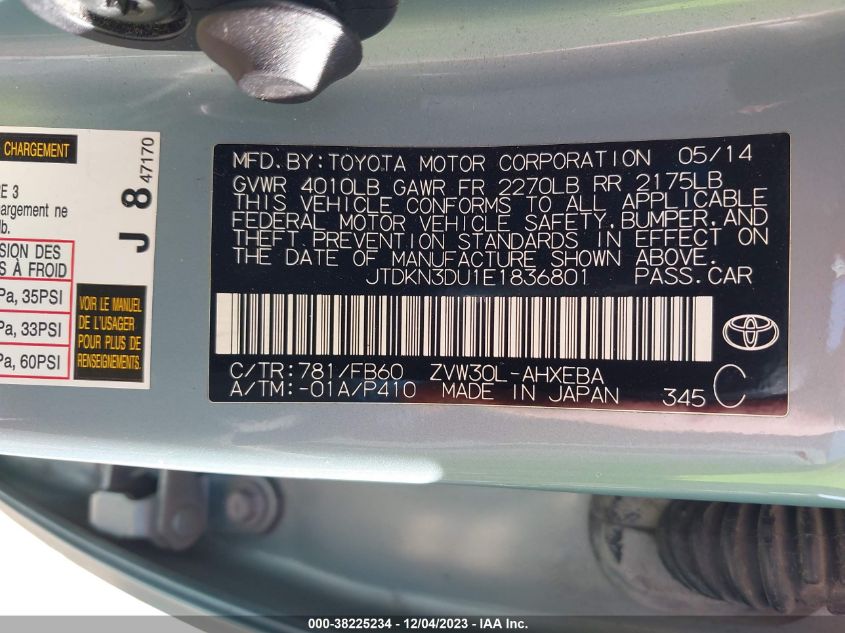 CHARGEMENT
E 3
hargement ne
lb.
SION DES
S À FROID
Pa, 35PSI
Pa, 33PSI
Pa, 60PSI
J 8 47170
VOIR LE MANUEL
DE L'USAGER
POUR PLUS DE
RENSEIGNEMENTS.
MFD. BY: TOYOTA MOTOR CORPORATION 05/14
GVWR 4010LB GAWR FR 2270LB RR 2175LB
THIS VEHICLE CONFORMS TO ALL APPLICABLE
FEDERAL MOTOR VEHICLE SAFETY, BUMPER, AND
THEFT PREVENTION STANDARDS IN EFFECT ON
THE DATE OF MANUFACTURE SHOWN ABOVE.
JTDKN3DU1E1836801 PASS. CAR
C/TR: 781/FB60 ZVW30L-AHXEBA
A/TM: -01A/P410 MADE IN JAPAN 345 C
000-38225234 - 12/04/2023 - IAA Inc.